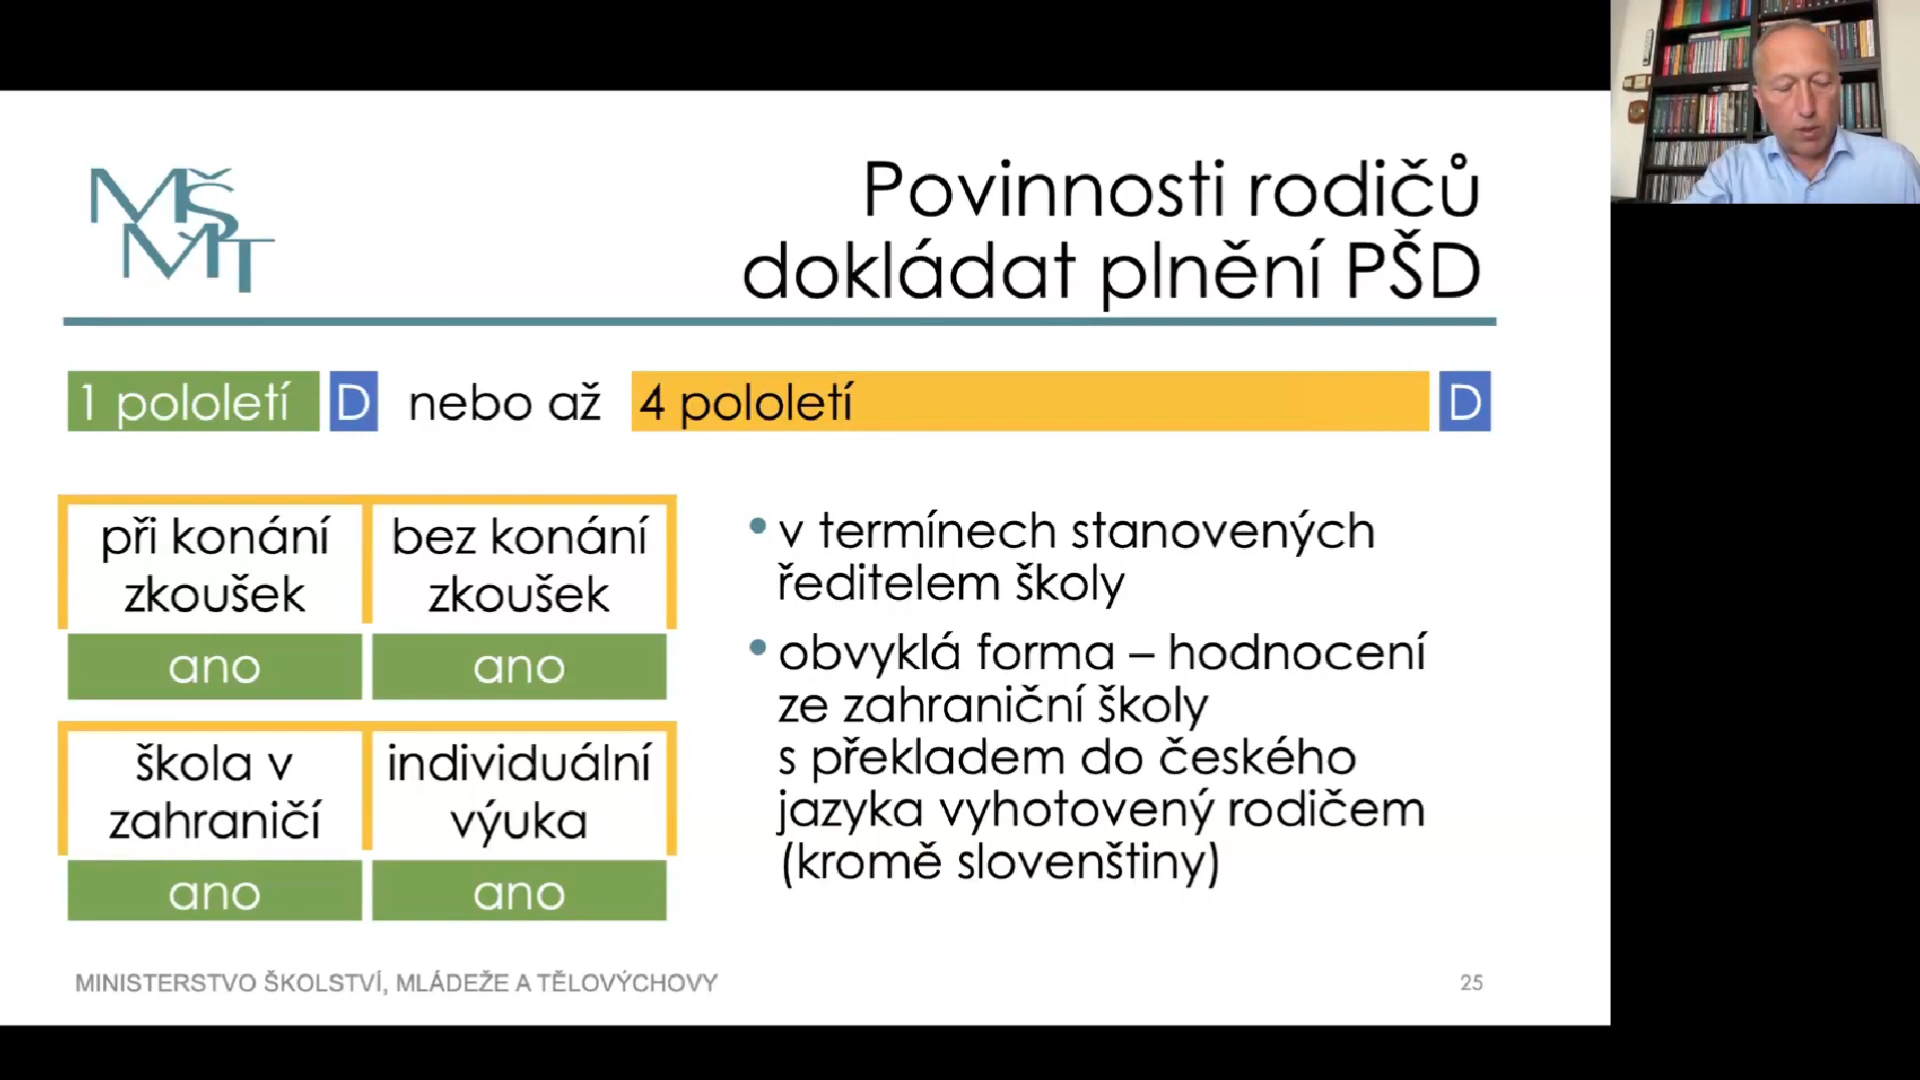 MŠ
MT
Povinnosti rodičů
dokládat plnění PŠD
1 pololetí D nebo až 4 pololetí D
při konání
zkoušek
bez konání
zkoušek
ano
ano
škola v
zahraničí
individuální
výuka
ano
ano
• v termínech stanovených
ředitelem školy
• obvyklá forma – hodnocení
ze zahraniční školy
s překladem do českého
jazyka vyhotovený rodičem
(kromě slovenštiny)
MINISTERSTVO ŠKOLSTVÍ, MLÁDEŽE A TĚLOVÝCHOVY
25